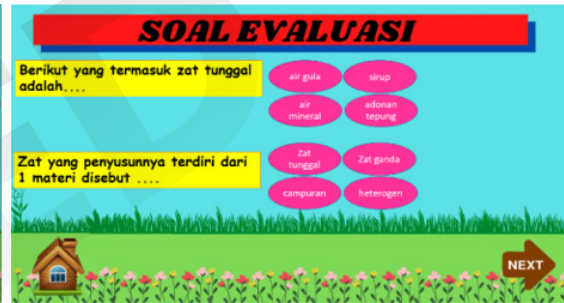 SOAL EVALUASI
Berikut yang termasuk zat tunggal
adalah....
air gula
sirup
air
mineral
adonan
tepung
Zat yang penyusunnya terdiri dari
1 materi disebut ....
Zat
tunggal
Zat ganda
campuran
heterogen
NEXT